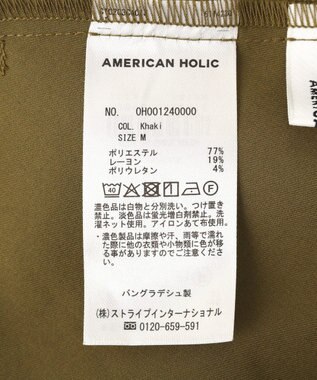 AMERICAN HOLIC
NO. 0H001240000
COL. Khaki
SIZE M
ポリエステル 77%
レーヨン 19%
ポリウレタン 4%
40 F
濃色品は白物と分別洗い。つけ置き
禁止。淡色品は蛍光増白剤禁止。洗
濯ネット使用。アイロンあて布使用。
・濃色製品は摩擦や汗、雨等で濡れ
た際に他の衣類や小物類に色が移
る事がありますのでご注意くださ
い。
バングラデシュ製
(株)ストライプインターナショナル
0120-659-591